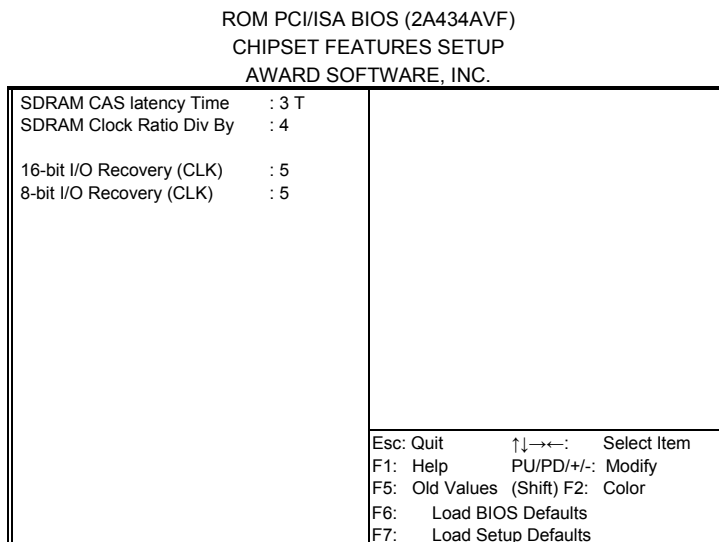 ROM PCI/ISA BIOS (2A434AVF)
CHIPSET FEATURES SETUP
AWARD SOFTWARE, INC.
SDRAM CAS latency Time : 3 T
SDRAM Clock Ratio Div By : 4
16-bit I/O Recovery (CLK) : 5
8-bit I/O Recovery (CLK) : 5
Esc: Quit ↑↓→←: Select Item
F1: Help PU/PD/+/-: Modify
F5: Old Values (Shift) F2: Color
F6: Load BIOS Defaults
F7: Load Setup Defaults